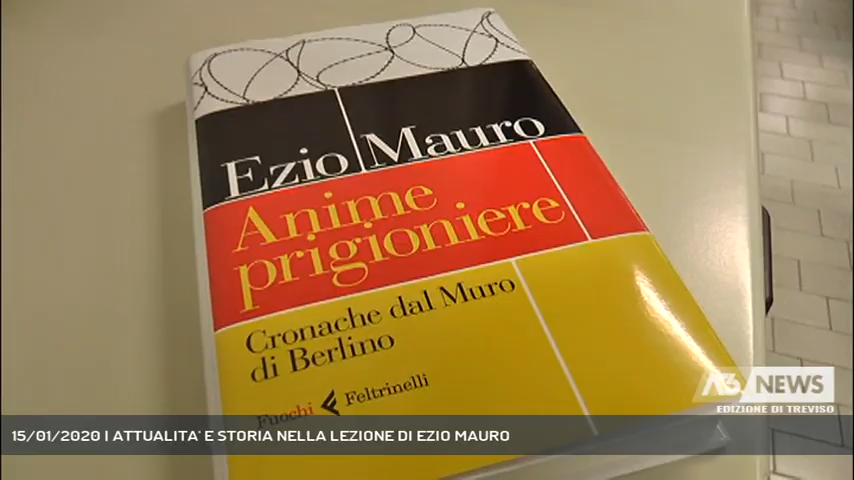 Ezio Mauro
Anime
prigioniere
Cronache dal Muro
di Berlino
Fuochi Feltrinelli
A3 NEWS
EDIZIONE DI TREVISO
15/01/2020 | ATTUALITA' E STORIA NELLA LEZIONE DI EZIO MAURO